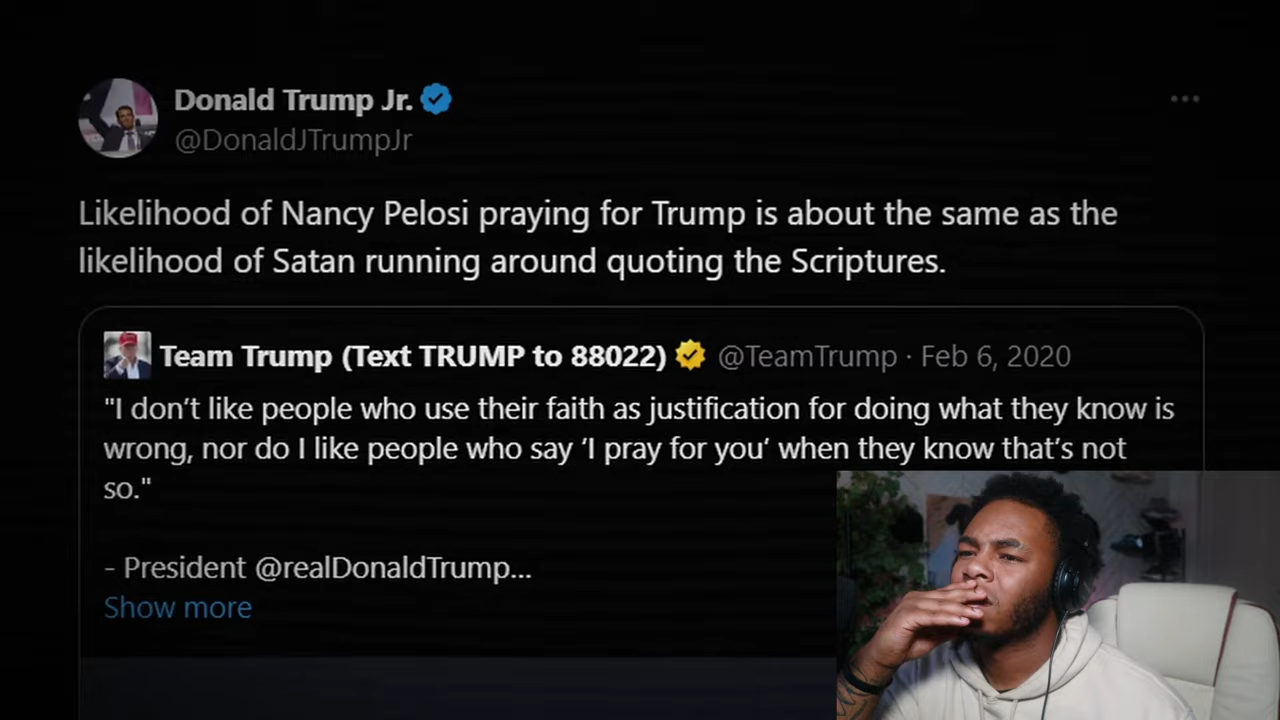 Donald Trump Jr.
@DonaldJTrumpJr
Likelihood of Nancy Pelosi praying for Trump is about the same as the
likelihood of Satan running around quoting the Scriptures.
Team Trump (Text TRUMP to 88022) @TeamTrump · Feb 6, 2020
"I don’t like people who use their faith as justification for doing what they know is
wrong, nor do I like people who say ‘I pray for you’ when they know that’s not
so."
- President @realDonaldTrump...
Show more